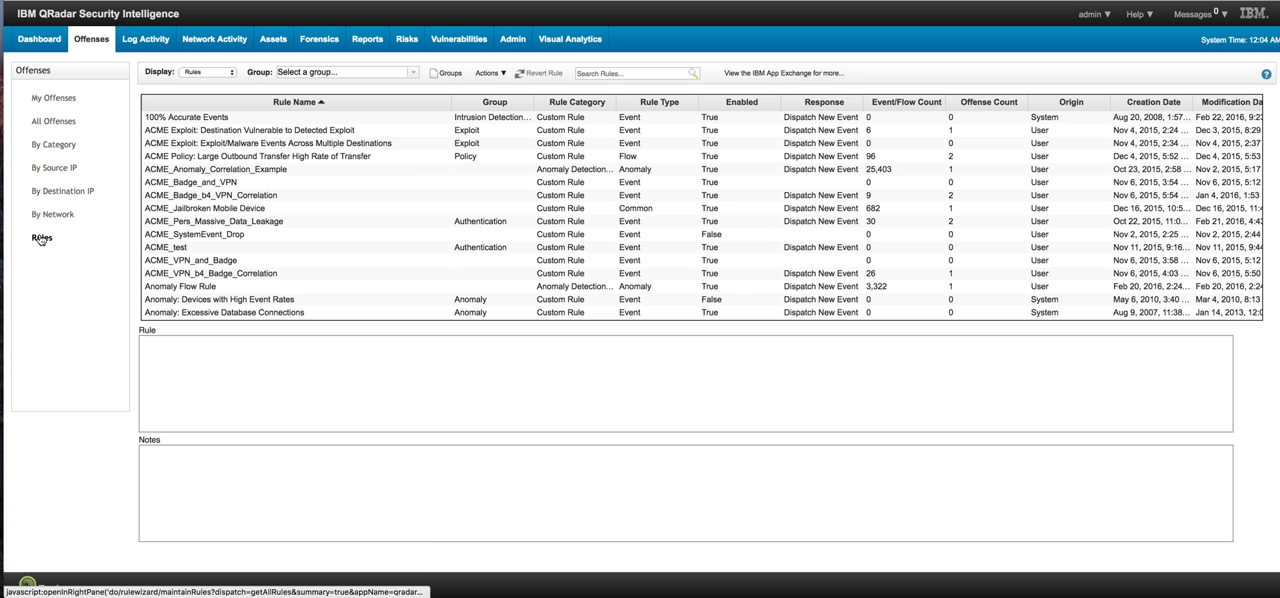 IBM QRadar Security Intelligence
admin ▼ Help ▼ Messages 0 ▼ IBM.
Dashboard Offenses Log Activity Network Activity Assets Forensics Reports Risks Vulnerabilities Admin Visual Analytics System Time: 12:04 AM
Offenses
My Offenses
All Offenses
By Category
By Source IP
By Destination IP
By Network
Rules
Display: Rules Group: Select a group... Groups Actions ▼ Revert Rule Search Rules... View the IBM App Exchange for more... ?
Rule Name ▲ Group Rule Category Rule Type Enabled Response Event/Flow Count Offense Count Origin Creation Date Modification Da
100% Accurate Events Intrusion Detection... Custom Rule Event True Dispatch New Event 0 0 System Aug 20, 2008, 1:57... Feb 22, 2016, 9:23
ACME Exploit: Destination Vulnerable to Detected Exploit Exploit Custom Rule Event True Dispatch New Event 6 1 User Nov 4, 2015, 2:24 ... Dec 3, 2015, 8:29
ACME Exploit: Exploit/Malware Events Across Multiple Destinations Exploit Custom Rule Event True Dispatch New Event 0 0 User Nov 4, 2015, 2:34 ... Nov 4, 2015, 2:37
ACME Policy: Large Outbound Transfer High Rate of Transfer Policy Custom Rule Flow True Dispatch New Event 96 2 User Dec 4, 2015, 5:52 ... Dec 4, 2015, 5:53
ACME_Anomaly_Correlation_Example Anomaly Detection... Anomaly True Dispatch New Event 25,403 1 User Oct 23, 2015, 2:58 ... Nov 2, 2015, 5:17
ACME_Badge_and_VPN Custom Rule Event True 0 0 User Nov 6, 2015, 3:54 ... Nov 6, 2015, 5:12
ACME_Badge_b4_VPN_Correlation Custom Rule Event True Dispatch New Event 9 2 User Nov 6, 2015, 5:54 ... Jan 4, 2016, 1:53
ACME_Jailbroken Mobile Device Custom Rule Common True Dispatch New Event 682 1 User Dec 16, 2015, 10:5... Dec 16, 2015, 11:4
ACME_Pers_Massive_Data_Leakage Authentication Custom Rule Event True Dispatch New Event 30 2 User Oct 22, 2015, 11:0... Feb 21, 2016, 4:43
ACME_SystemEvent_Drop Custom Rule Event False 0 0 User Nov 2, 2015, 2:25 ... Nov 2, 2015, 2:44
ACME_test Authentication Custom Rule Event True Dispatch New Event 0 0 User Nov 11, 2015, 9:16... Nov 11, 2015, 9:44
ACME_VPN_and_Badge Custom Rule Event True 0 0 User Nov 6, 2015, 3:58 ... Nov 6, 2015, 5:12
ACME_VPN_b4_Badge_Correlation Custom Rule Event True Dispatch New Event 26 1 User Nov 6, 2015, 4:03 ... Nov 6, 2015, 5:50
Anomaly Flow Rule Anomaly Detection... Anomaly True Dispatch New Event 3,322 1 User Feb 20, 2016, 2:24... Feb 20, 2016, 2:24
Anomaly: Devices with High Event Rates Anomaly Custom Rule Event False Dispatch New Event 0 0 System May 6, 2010, 3:40 ... Mar 4, 2010, 8:13
Anomaly: Excessive Database Connections Anomaly Custom Rule Event True Dispatch New Event 0 0 System Aug 9, 2007, 11:38... Jan 14, 2013, 12:0
Rule
Notes
javascript:openInRightPane('do/rulewizard/maintainRules?dispatch=getAllRules&summary=true&appName=qradar...